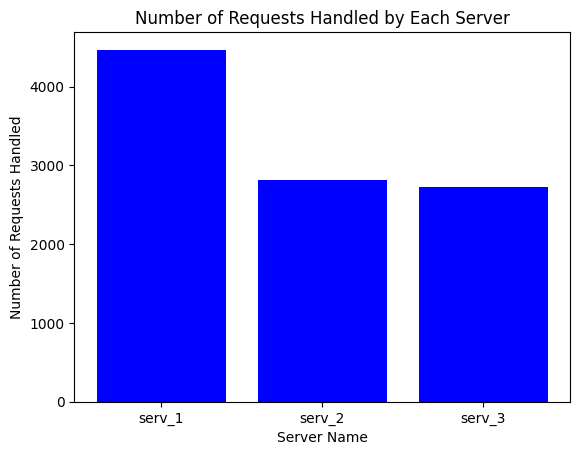 Number of Requests Handled by Each Server
Number of Requests Handled
4000
3000
2000
1000
0
serv_1 serv_2 serv_3
Server Name